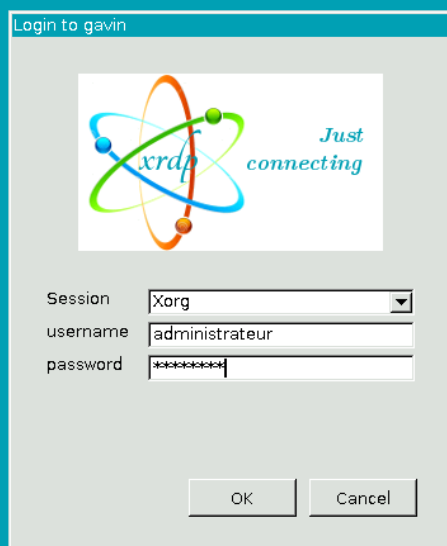 Login to gavin
xrdp
Just
connecting
Session
Xorg
username
administrateur
password
********
OK
Cancel